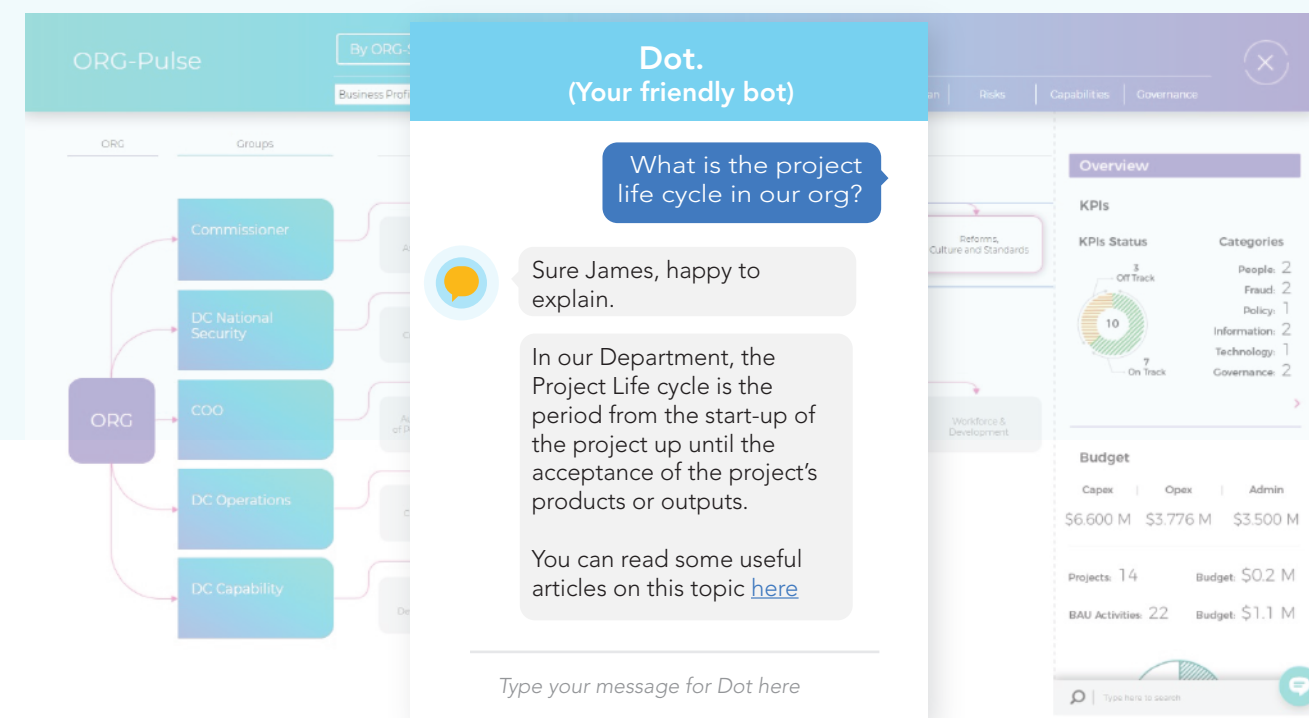 ORG-Pulse
By ORG-
Business Profi
Risks
Capabilities
Governance
ORG
Groups
Commissioner
DC National
Security
COO
DC Operations
DC Capability
ORG
Dot.
(Your friendly bot)
What is the project
life cycle in our org?
Sure James, happy to
explain.
In our Department, the
Project Life cycle is the
period from the start-up of
the project up until the
acceptance of the project's
products or outputs.
You can read some useful
articles on this topic here
Type your message for Dot here
Reforms,
Culture and Standards
Workforce &
Development
Overview
KPIs
KPIs Status
Categories
3
Off Track
10
7
On Track
People: 2
Fraud: 2
Policy: 1
Information: 2
Technology: 1
Governance: 2
Budget
Capex | Opex | Admin
$6.600 M $3.776 M $3.500 M
Projects: 14 Budget: $0.2 M
BAU Activities: 22 Budget: $1.1 M
Type here to search